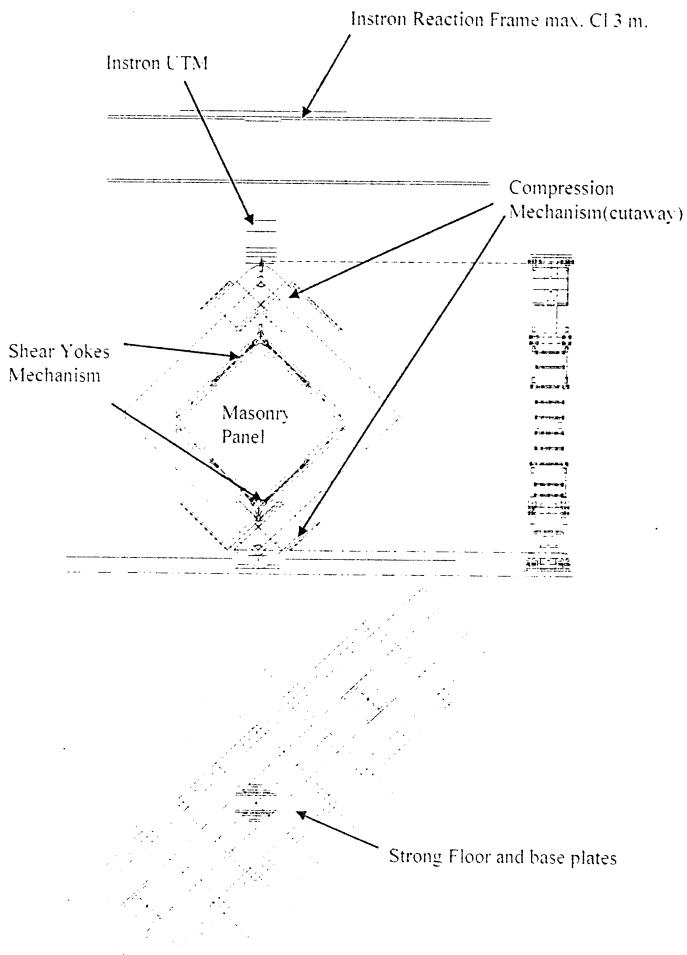 Instron Reaction Frame max. Cl 3 m.
Instron UTM
Compression
Mechanism(cutaway)
Shear Yokes
Mechanism
Masonry
Panel
Strong Floor and base plates